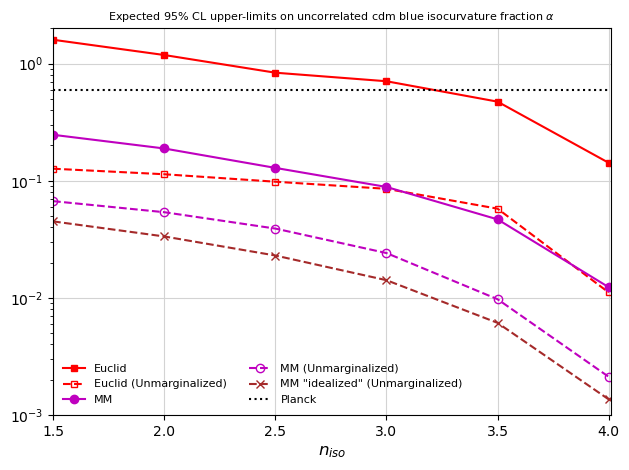 Expected 95% CL upper-limits on uncorrelated cdm blue isocurvature fraction α
10⁰
10⁻¹
10⁻²
10⁻³
Euclid
Euclid (Unmarginalized)
MM
MM (Unmarginalized)
MM "idealized" (Unmarginalized)
Planck
1.5 2.0 2.5 3.0 3.5 4.0
n_iso